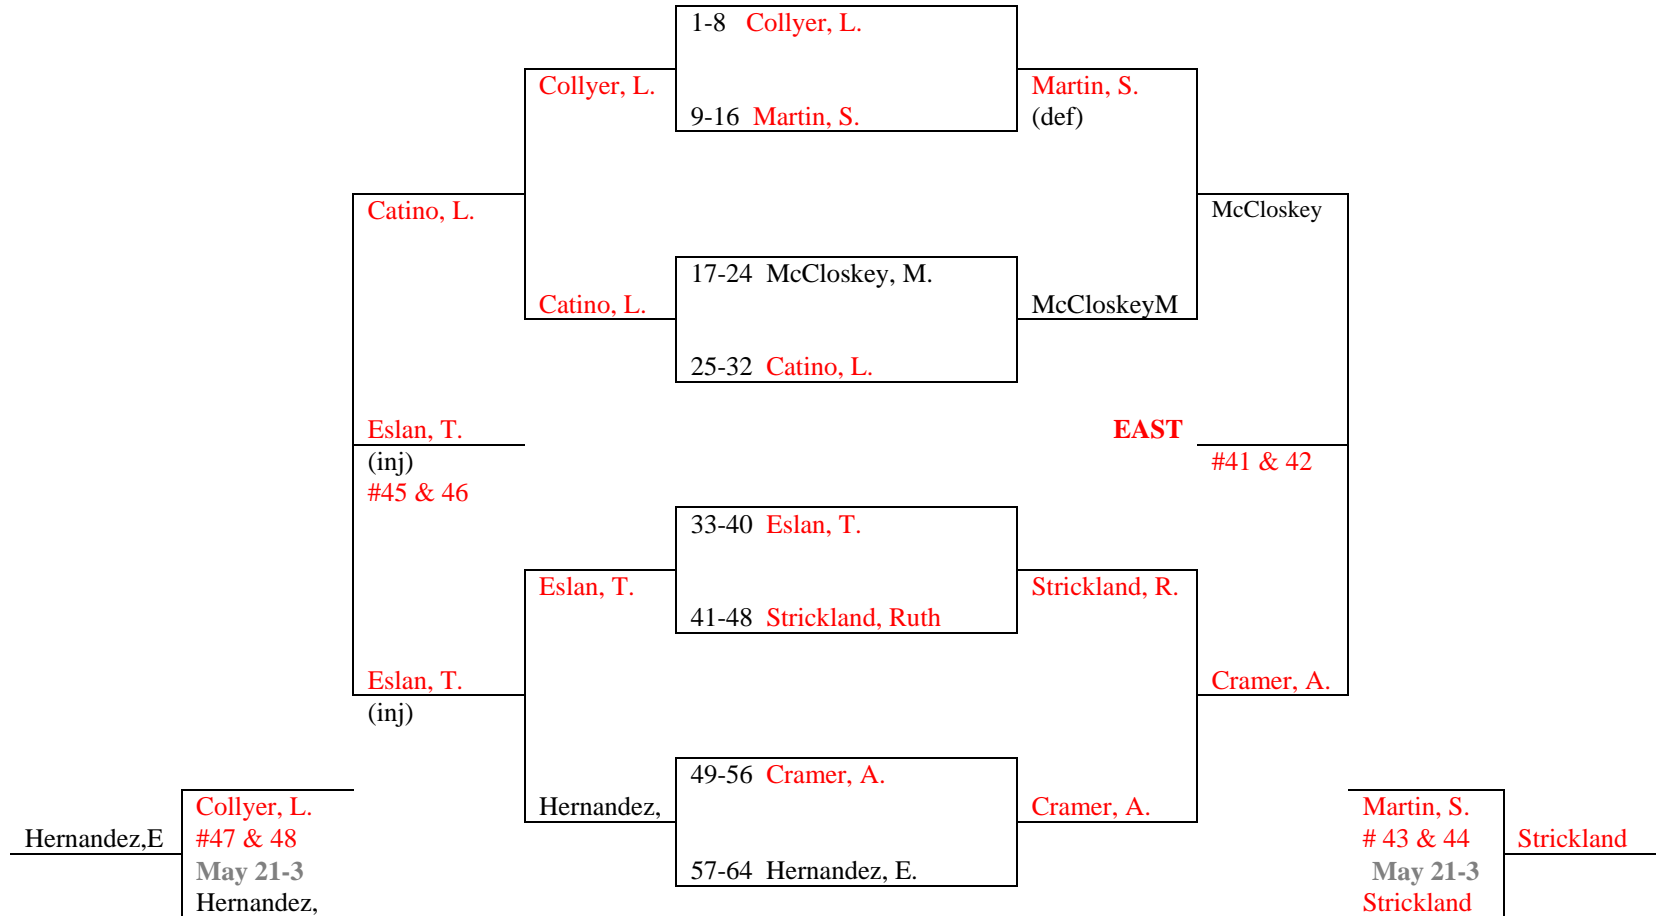 1-8 Collyer, L.
Collyer, L.
Martin, S.
9-16 Martin, S.
(def)
Catino, L.
McCloskey
17-24 McCloskey, M.
Catino, L.
McCloskeyM
25-32 Catino, L.
Eslan, T.
(inj)
#45 & 46
EAST
#41 & 42
33-40 Eslan, T.
Eslan, T.
Strickland, R.
41-48 Strickland, Ruth
Eslan, T.
(inj)
Cramer, A.
49-56 Cramer, A.
Hernandez,
Cramer, A.
57-64 Hernandez, E.
Hernandez,E
Collyer, L.
#47 & 48
May 21-3
Hernandez,
Martin, S.
# 43 & 44
May 21-3
Strickland
Strickland